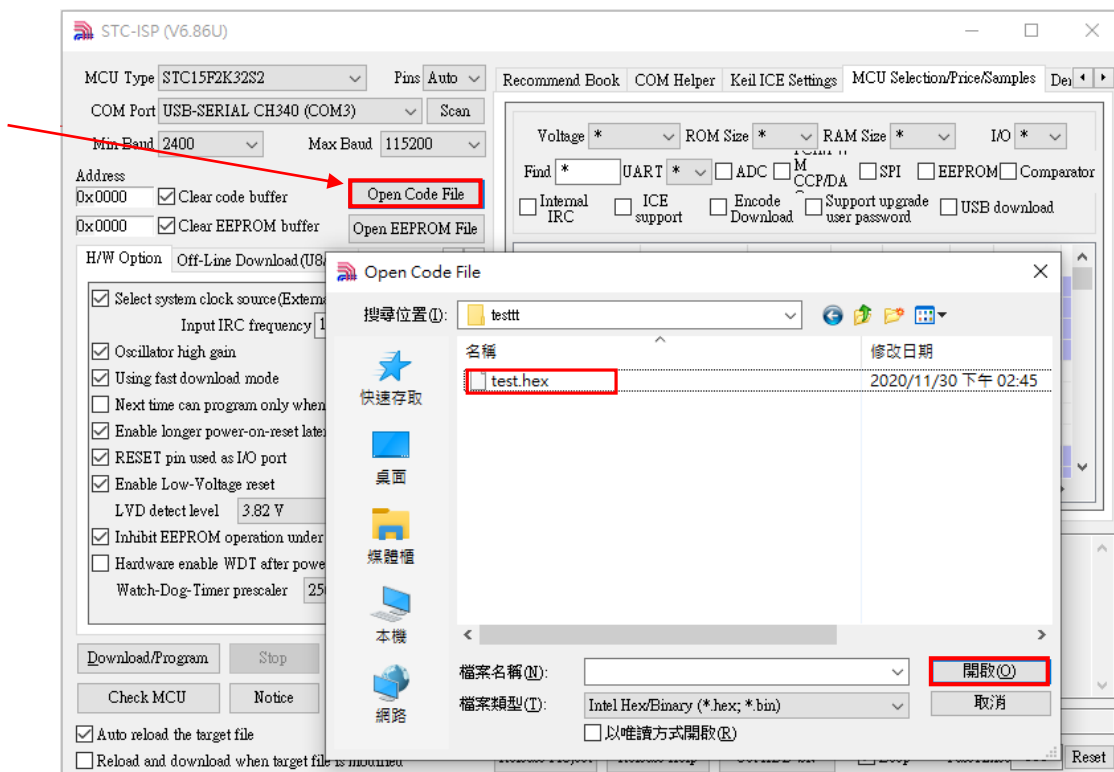 STC-ISP (V6.86U)
MCU Type STC15F2K32S2 Pins Auto
COM Port USB-SERIAL CH340 (COM3) Scan
Min Baud 2400 Max Baud 115200
Address
0x0000 Clear code buffer Open Code File
0x0000 Clear EEPROM buffer Open EEPROM File
H/W Option Off-Line Download (U8
Select system clock source (Externa
Input IRC frequency 1
Oscillator high gain
Using fast download mode
Next time can program only when
Enable longer power-on-reset late
RESET pin used as I/O port
Enable Low-Voltage reset
LVD detect level 3.82 V
Inhibit EEPROM operation under
Hardware enable WDT after powe
Watch-Dog-Timer prescaler 25
Download/Program Stop
Check MCU Notice
Auto reload the target file
Reload and download when target file is modified
Recommend Book COM Helper Keil ICE Settings MCU Selection/Price/Samples
Voltage * ROM Size * RAM Size * I/O *
Find * UART * ADC CCP/DA SPI EEPROM Comparator
Internal IRC ICE support Encode Download Support upgrade user password USB download
Open Code File
搜尋位置(I): testtt
名稱 修改日期
test.hex 2020/11/30 下午 02:45
快速存取
桌面
媒體櫃
本機
網路
檔案名稱(N): 開啟(O)
檔案類型(T): Intel Hex/Binary (*.hex; *.bin) 取消
以唯讀方式開啟(R)
Reset